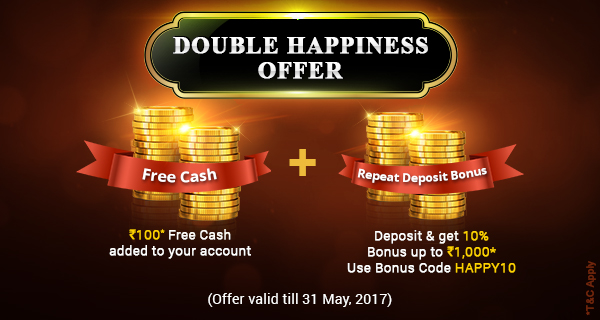 DOUBLE HAPPINESS
OFFER
Free Cash
+
Repeat Deposit Bonus
₹100* Free Cash
added to your account
Deposit & get 10%
Bonus up to ₹1,000*
Use Bonus Code HAPPY10
(Offer valid till 31 May, 2017)
*T&C Apply